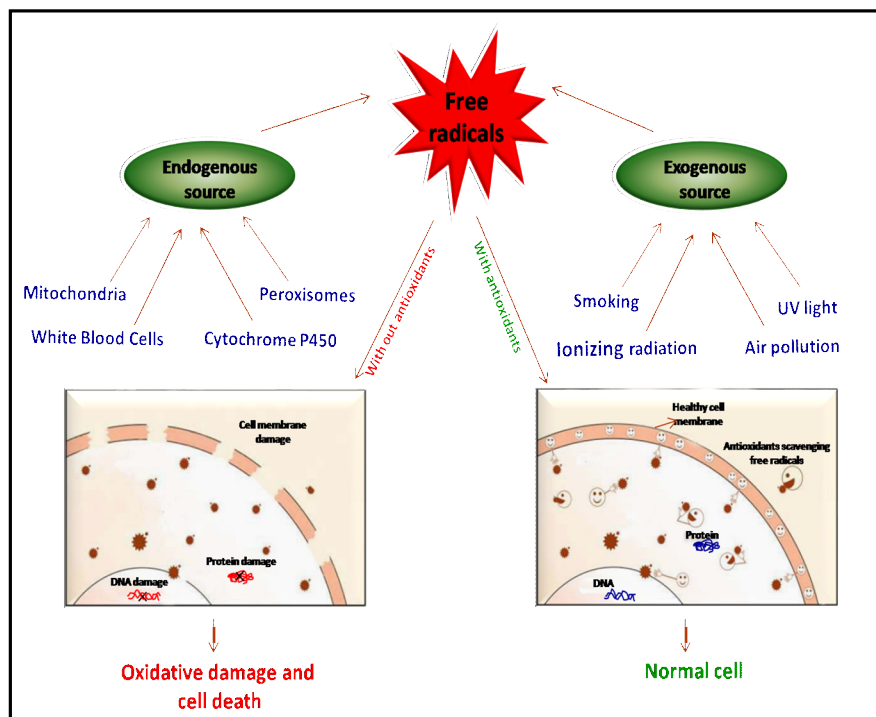 Free
radicals
Endogenous
source
Exogenous
source
Mitochondria
Peroxisomes
White Blood Cells
Cytochrome P450
With out antioxidants
With antioxidants
Smoking
UV light
Ionizing radiation
Air pollution
Cell membrane
damage
Protein damage
DNA damage
Healthy cell
membrane
Antioxidants scavenging
free radicals
Protein
DNA
Oxidative damage and
cell death
Normal cell